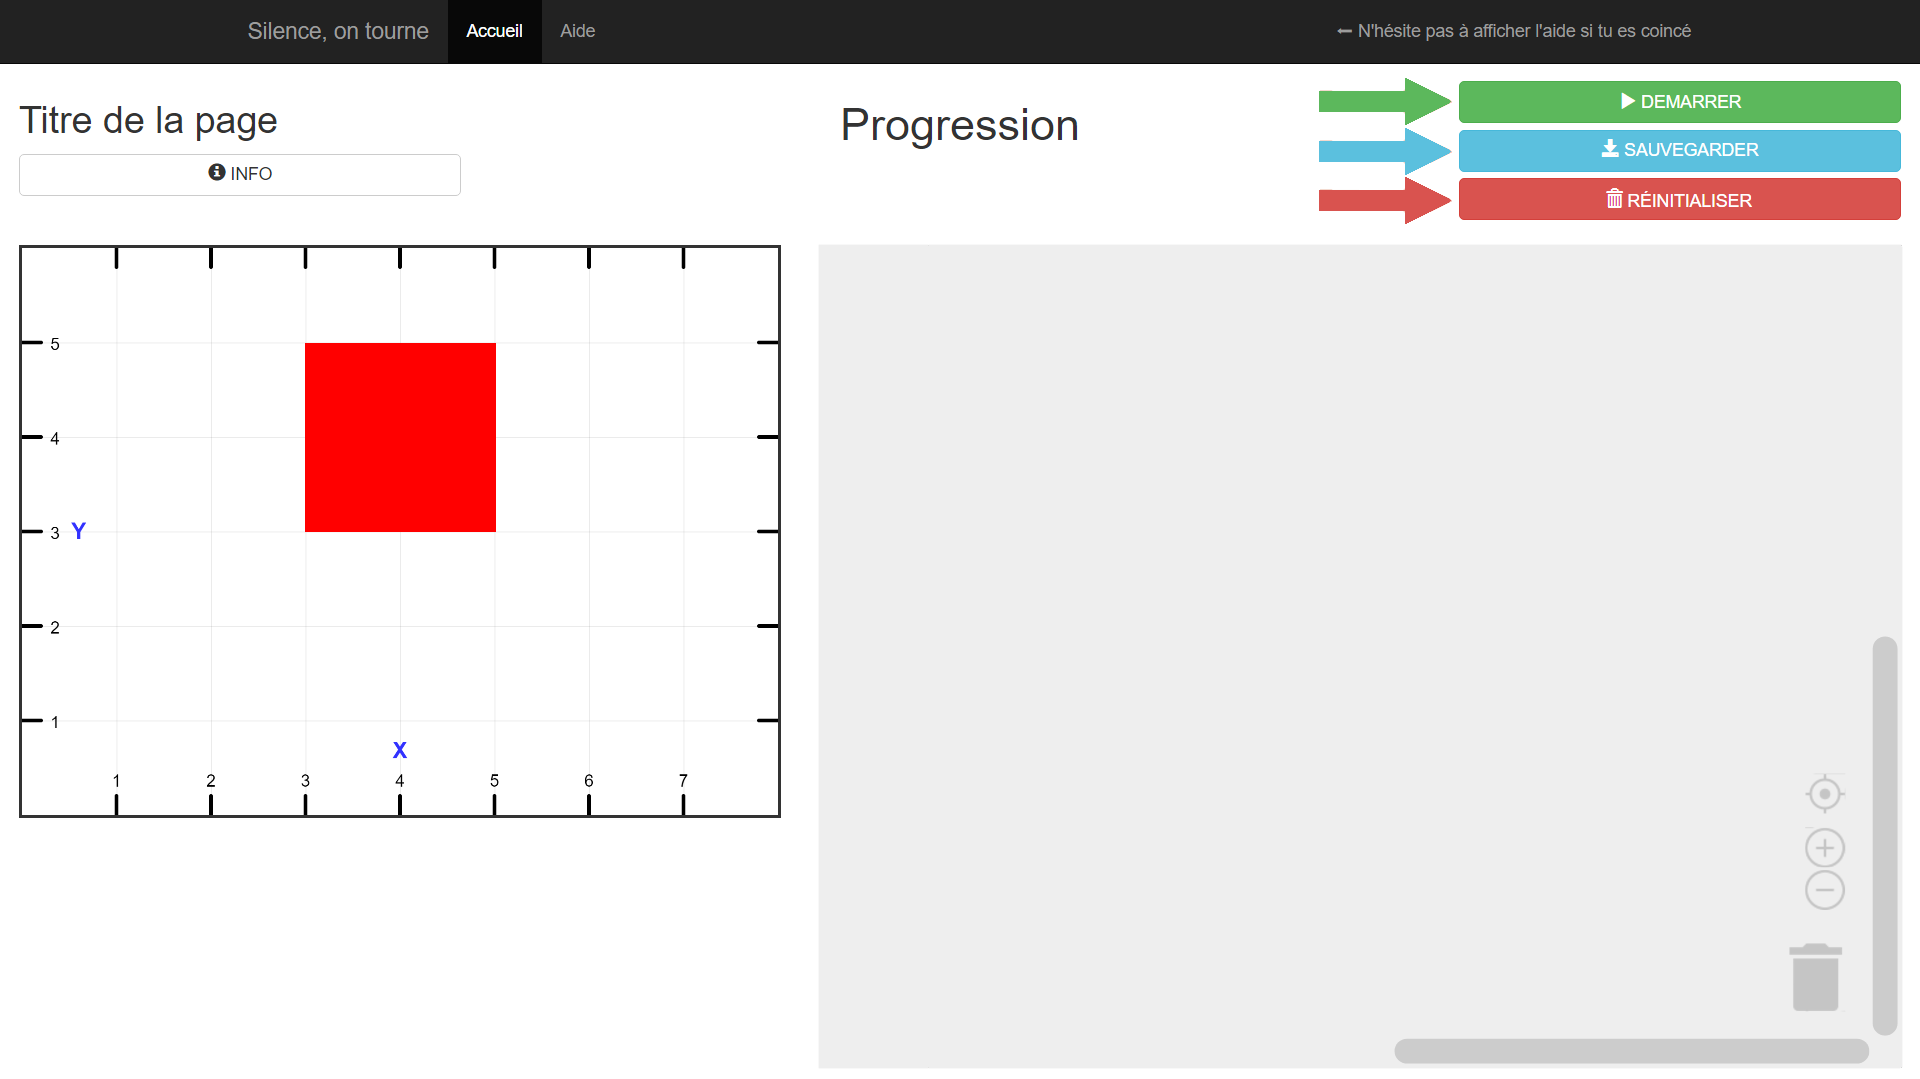 Silence, on tourne Accueil Aide N'hésite pas à afficher l'aide si tu es coincé
Titre de la page
INFO
Progression
DEMARRER
SAUVEGARDER
RÉINITIALISER
5
4
3 Y
2
1
X
1 2 3 4 5 6 7